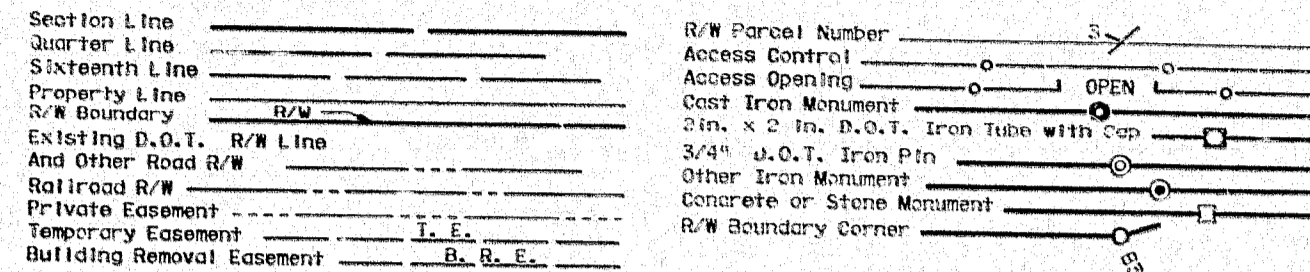 Section Line
Quarter Line
Sixteenth Line
Property Line
R/W Boundary R/W
Existing D.O.T. R/W Line
And Other Road R/W
Railroad R/W
Private Easement
Temporary Easement T. E.
Building Removal Easement B. R. E.
R/W Parcel Number 3
Access Control
Access Opening OPEN
Cast Iron Monument
2in. x 2 in. D.O.T. Iron Tube with Cap
3/4" D.O.T. Iron Pin
Other Iron Monument
Concrete or Stone Monument
R/W Boundary Corner